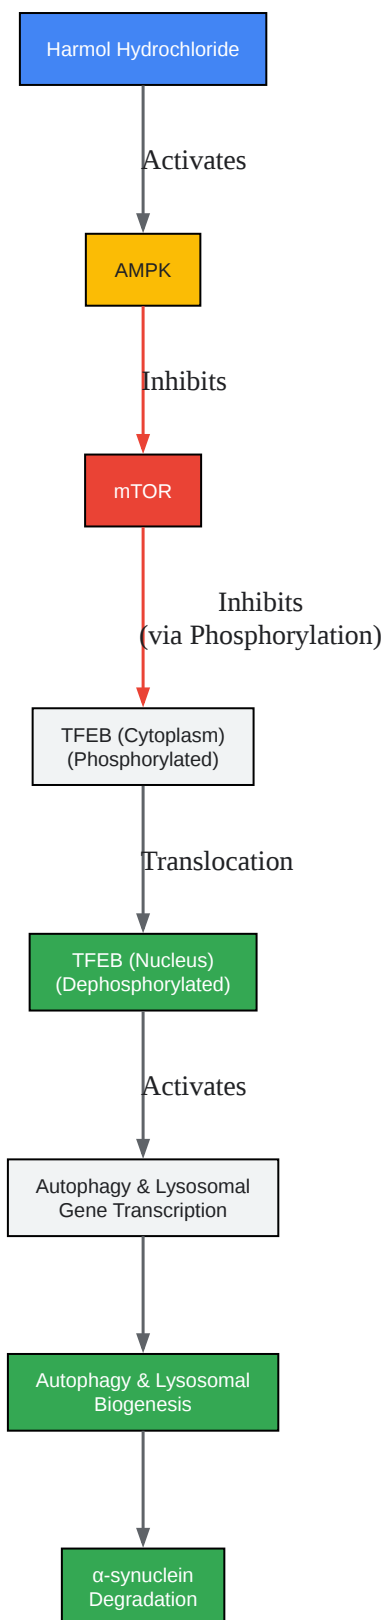 Harmol Hydrochloride
Activates
AMPK
Inhibits
mTOR
Inhibits
(via Phosphorylation)
TFEB (Cytoplasm)
(Phosphorylated)
Translocation
TFEB (Nucleus)
(Dephosphorylated)
Activates
Autophagy & Lysosomal
Gene Transcription
Autophagy & Lysosomal
Biogenesis
α-synuclein
Degradation